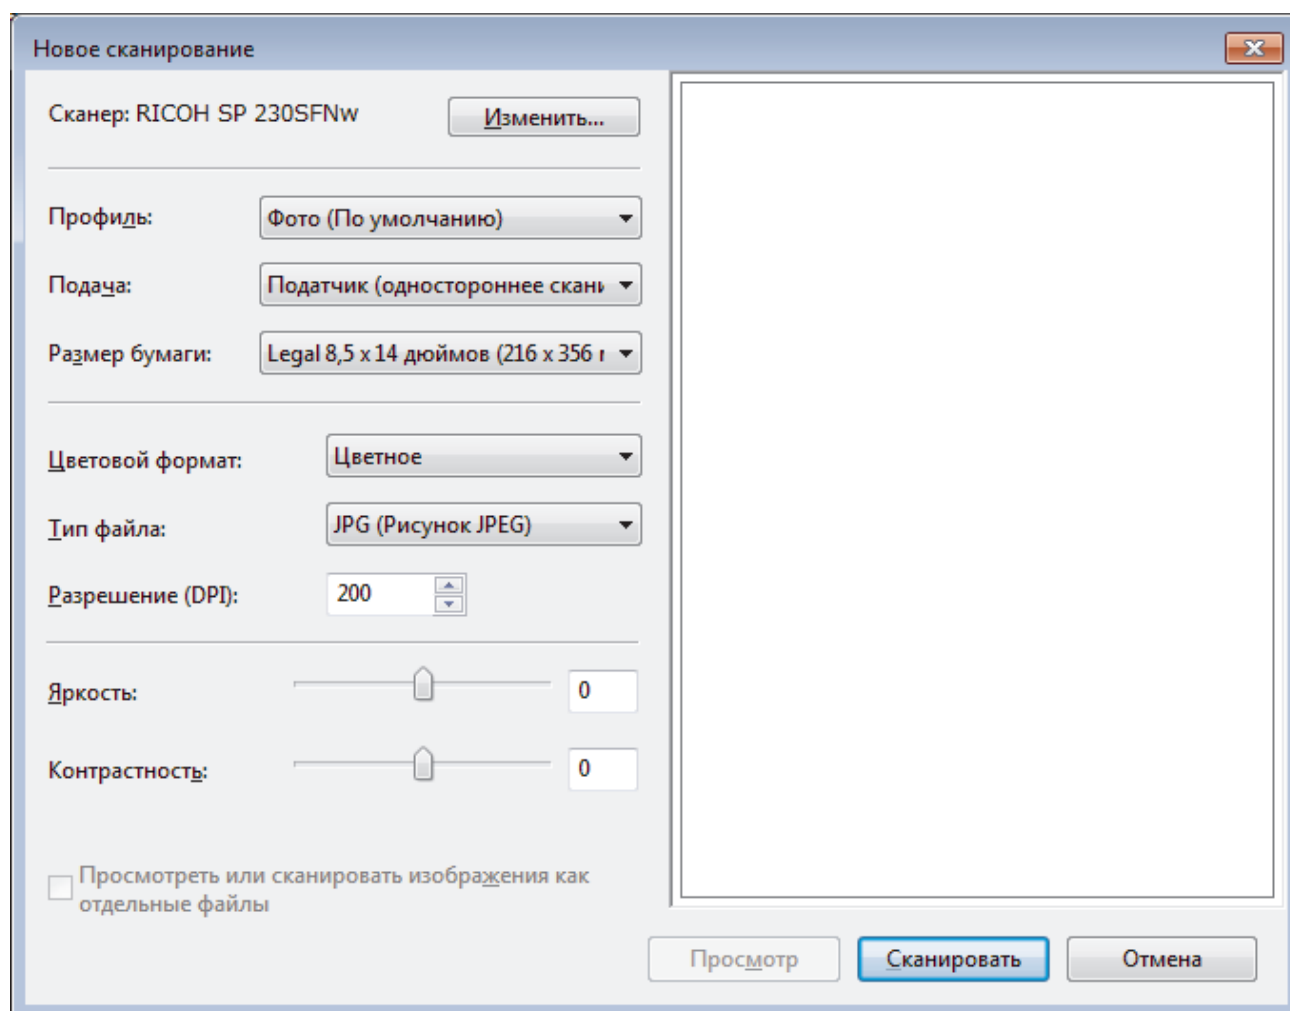 Новое сканирование
Сканер: RICOH SP 230SFNw
Изменить...
Профиль:
Фото (По умолчанию)
Подача:
Податчик (одностороннее скани
Размер бумаги:
Legal 8,5 x 14 дюймов (216 x 356
Цветовой формат:
Цветное
Тип файла:
JPG (Рисунок JPEG)
Разрешение (DPI):
200
Яркость:
0
Контрастность:
0
Просмотреть или сканировать изображения как
отдельные файлы
Просмотр
Сканировать
Отмена